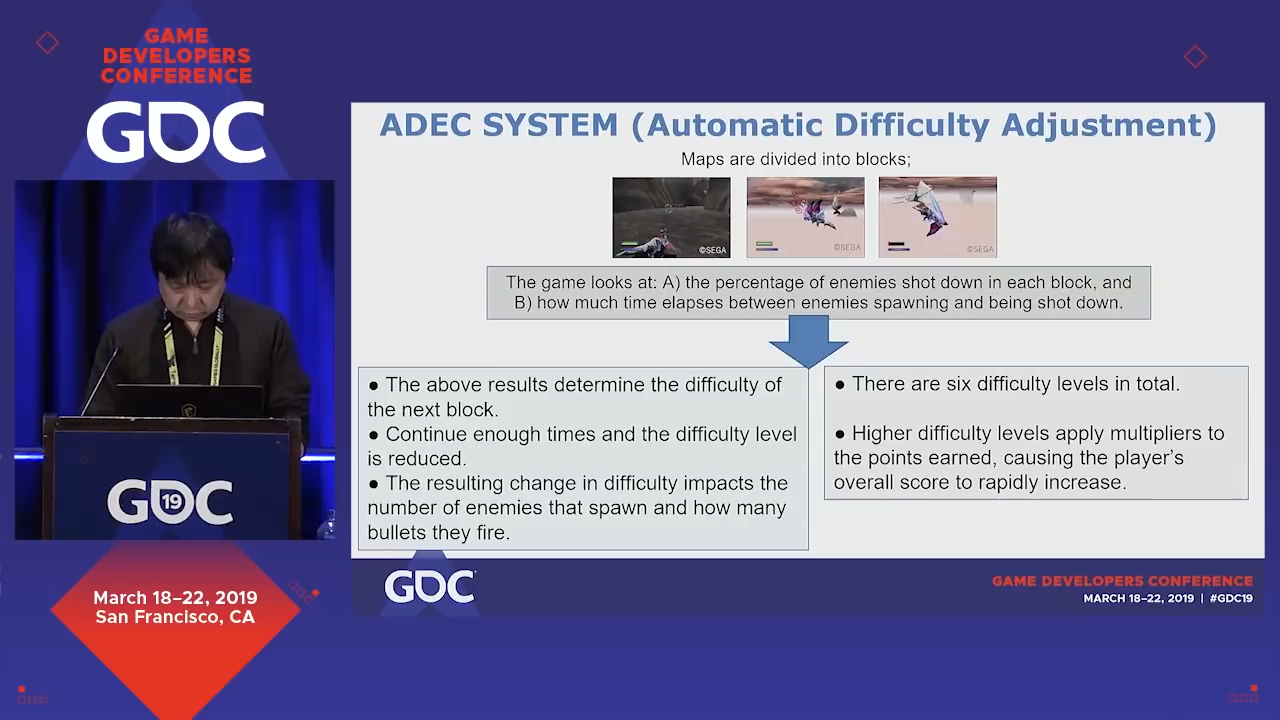 GAME
DEVELOPERS
CONFERENCE
GDC
ADEC SYSTEM (Automatic Difficulty Adjustment)
Maps are divided into blocks;
©SEGA
©SEGA
©SEGA
The game looks at: A) the percentage of enemies shot down in each block, and
B) how much time elapses between enemies spawning and being shot down.
● The above results determine the difficulty of
the next block.
● Continue enough times and the difficulty level
is reduced.
● The resulting change in difficulty impacts the
number of enemies that spawn and how many
bullets they fire.
● There are six difficulty levels in total.
● Higher difficulty levels apply multipliers to
the points earned, causing the player's
overall score to rapidly increase.
GDC 19
March 18–22, 2019
San Francisco, CA
GDC
GAME DEVELOPERS CONFERENCE
MARCH 18–22, 2019 | #GDC19